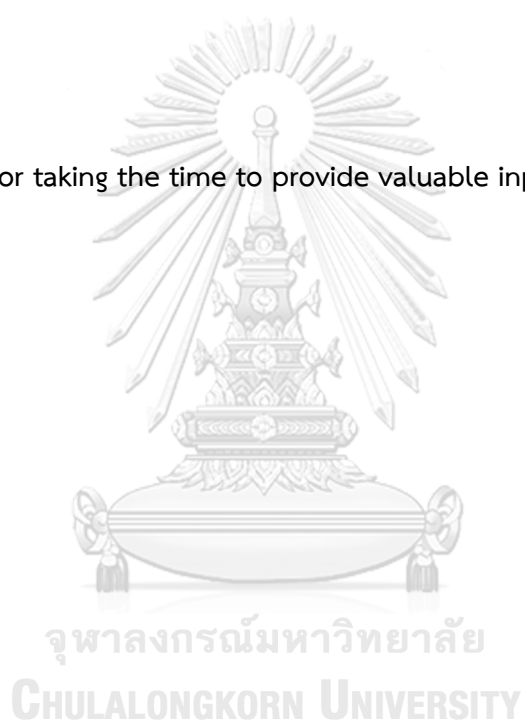 or taking the time to provide valuable inp
จุฬาลงกรณ์มหาวิทยาลัย
CHULALONGKORN UNIVERSITY